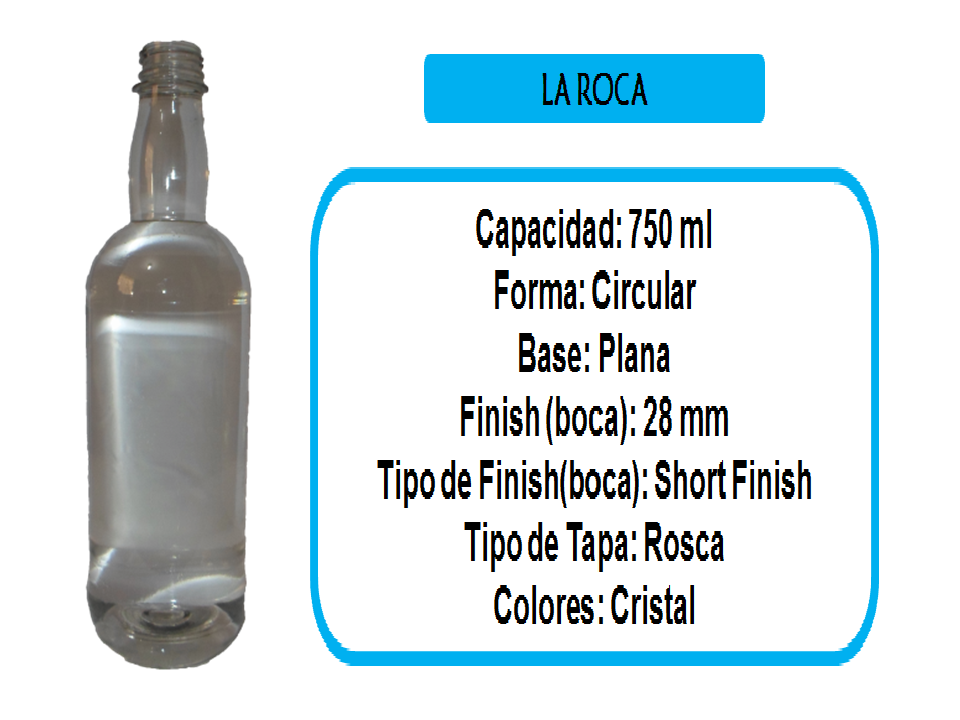 LA ROCA
Capacidad: 750 ml
Forma: Circular
Base: Plana
Finish (boca): 28 mm
Tipo de Finish(boca): Short Finish
Tipo de Tapa: Rosca
Colores: Cristal